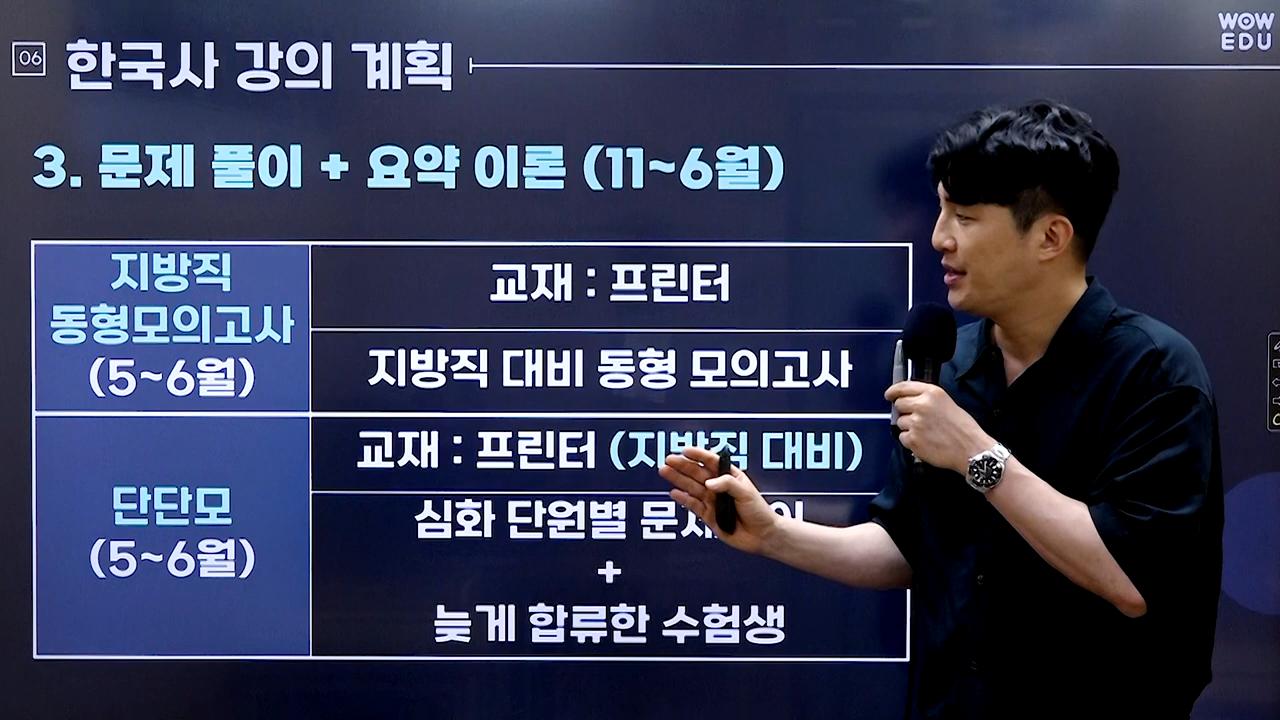 WOW
EDU
06
한국사 강의 계획
3. 문제 풀이 + 요약 이론 (11~6월)
지방직
동형모의고사
(5~6월)
교재 : 프린터
지방직 대비 동형 모의고사
단단모
(5~6월)
교재 : 프린터 (지방직 대비)
심화 단원별 문제
+
늦게 합류한 수험생